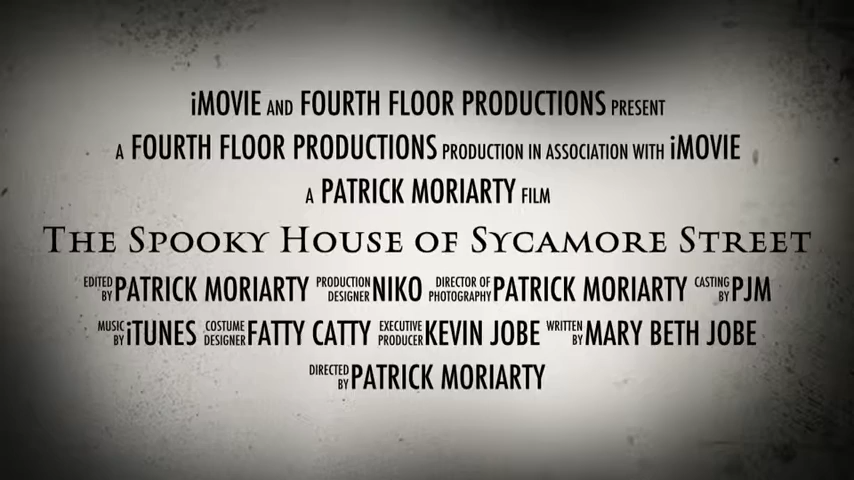 iMOVIE AND FOURTH FLOOR PRODUCTIONS PRESENT
A FOURTH FLOOR PRODUCTIONS PRODUCTION IN ASSOCIATION WITH iMOVIE
A PATRICK MORIARTY FILM
THE SPOOKY HOUSE OF SYCAMORE STREET
EDITED BY PATRICK MORIARTY PRODUCTION DESIGNER NIKO DIRECTOR OF PHOTOGRAPHY PATRICK MORIARTY CASTING BY PJM
MUSIC BY iTUNES COSTUME DESIGNER FATTY CATTY EXECUTIVE PRODUCER KEVIN JOBE WRITTEN BY MARY BETH JOBE
DIRECTED BY PATRICK MORIARTY